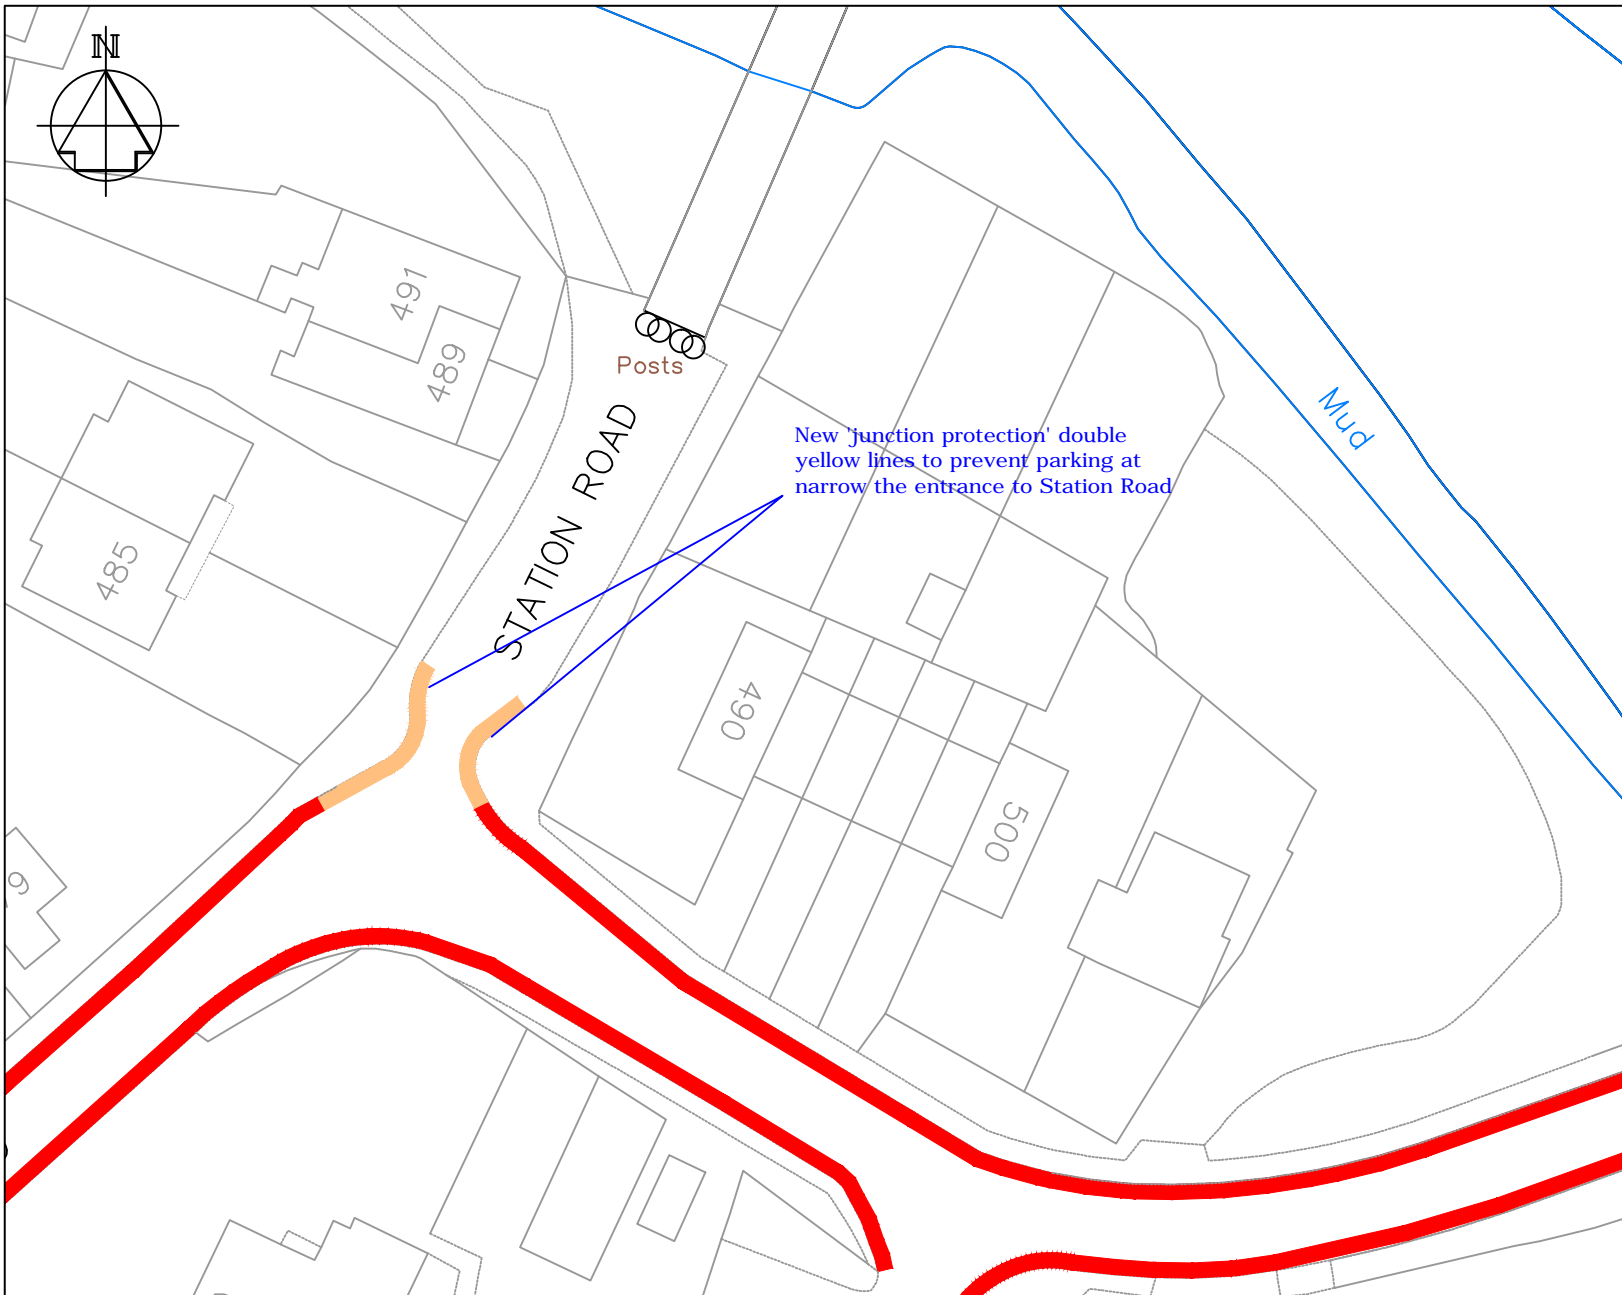 N
491
489
Posts
Mud
STATION ROAD
New 'junction protection' double
yellow lines to prevent parking at
narrow the entrance to Station Road
485
490
500
9